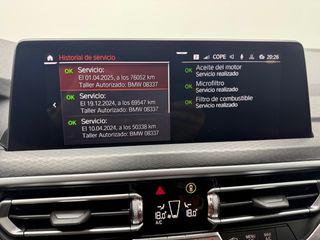 Historial de servicio
COPE
20:26
OK Servicio:
El 01.04.2025, a los 76052 km
Taller Autorizado: BMW 08337
OK Servicio:
El 19.12.2024, a los 69547 km
Taller Autorizado: BMW 08337
OK Servicio:
El 10.04.2024, a los 50338 km
Taller Autorizado: BMW 08337
OK Aceite del motor
Servicio realizado
OK Microfiltro
Servicio realizado
OK Filtro de combustible
Servicio realizado
18.0°
A/C
18.0°
MENU